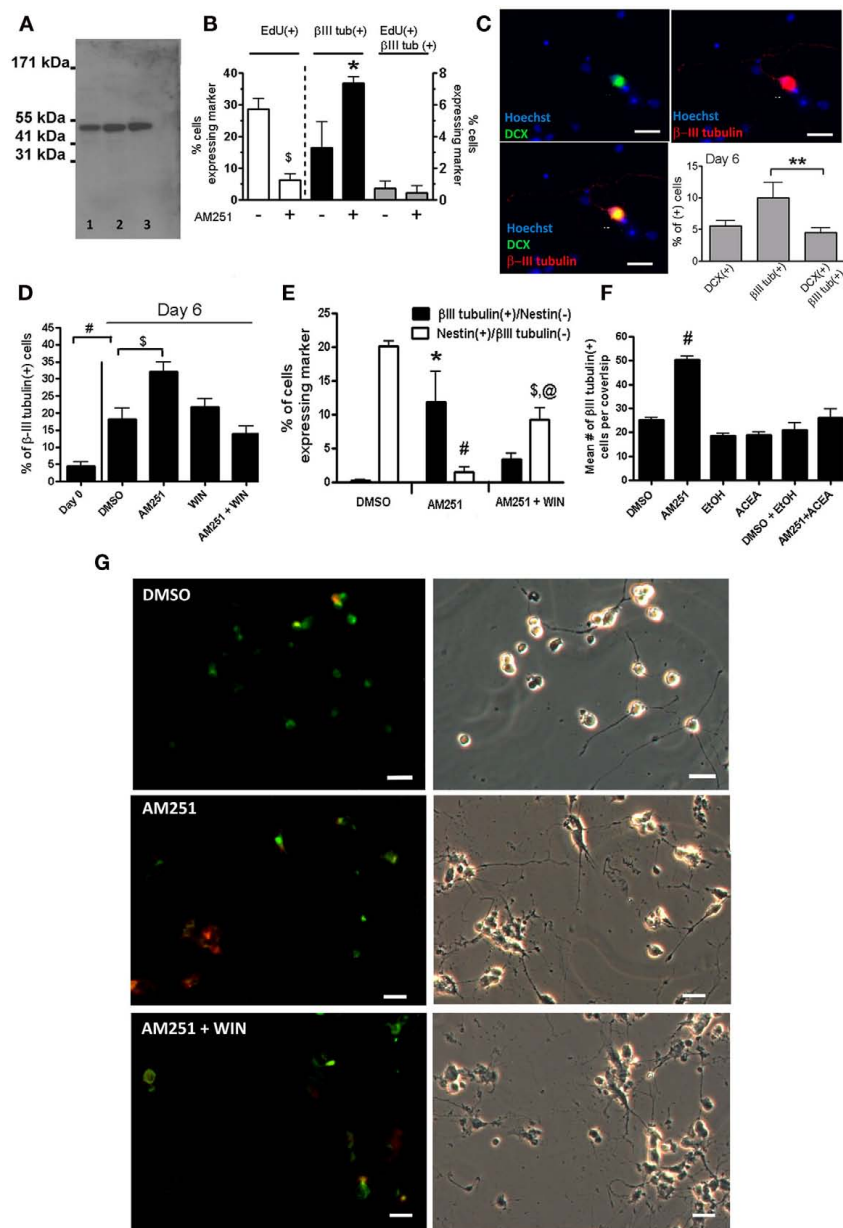 A
171 kDa
55 kDa
41 kDa
31 kDa
1 2 3
B
EdU(+)
βIII tub(+)
EdU(+)
βIII tub (+)
% cells
expressing marker
40
30
20
10
0
*
$
8
6
4
2
0
% cells
expressing marker
AM251 - + - + - +
C
Hoechst
DCX
Hoechst
β-III tubulin
Hoechst
DCX
β-III tubulin
Day 6
**
% of (+) cells
15
10
5
0
DCX(+)
βIII tub(+)
DCX(+)
βIII tub(+)
D
Day 6
# $
% of β-III tubulin(+) cells
45
40
35
30
25
20
15
10
5
0
Day 0
DMSO
AM251
WIN
AM251 + WIN
E
βIII tubulin(+)/Nestin(-)
Nestin(+)/βIII tubulin(-)
% of cells
expressing marker
25
20
15
10
5
0
*
#
$,@
DMSO AM251 AM251 + WIN
F
Mean # of βIII tubulin(+)
cells per coverlsip
60
50
40
30
20
10
0
#
DMSO
AM251
EtOH
ACEA
DMSO + EtOH
AM251+ACEA
G
DMSO
AM251
AM251 + WIN